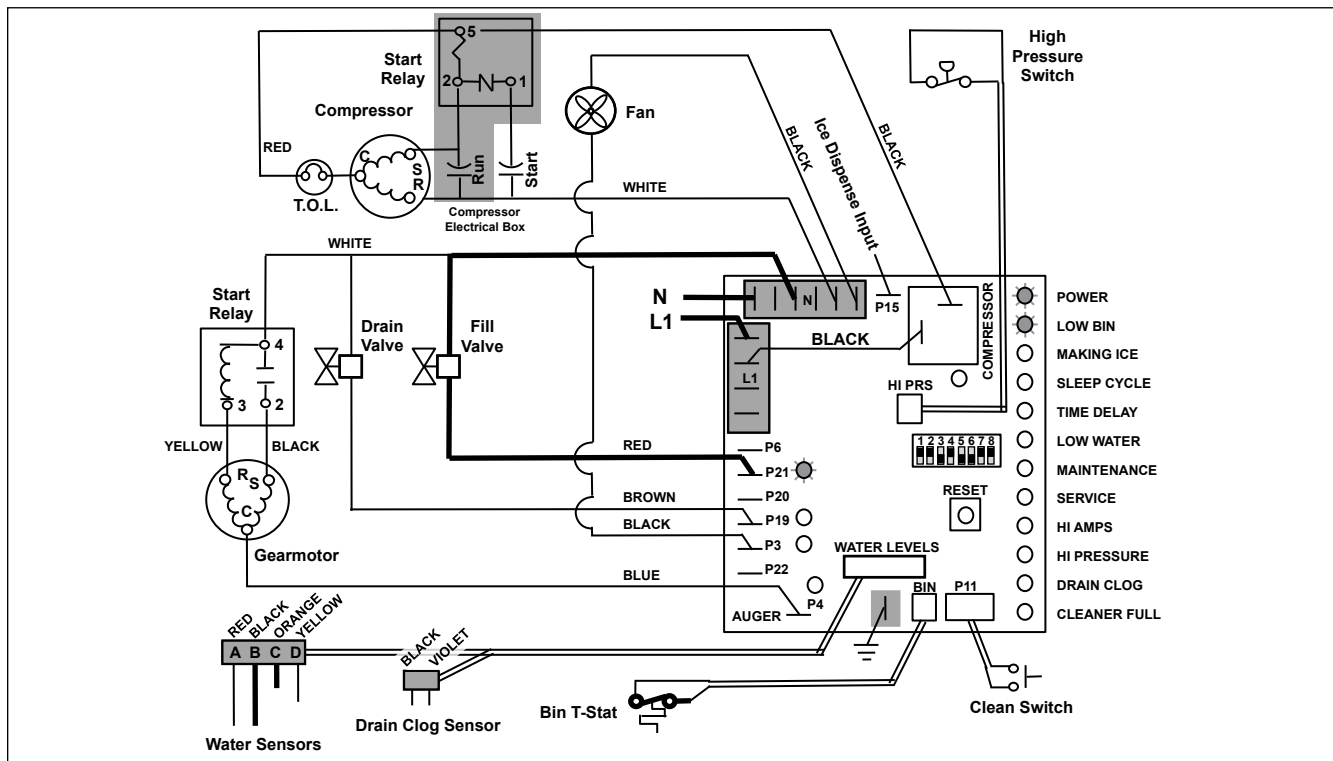 5
Start
Relay
2
1
Compressor
RED
C
S
R
Run
Start
T.O.L.
Compressor
Electrical Box
WHITE
WHITE
Fan
BLACK
Ice Dispense Input
BLACK
High
Pressure
Switch
Start
Relay
4
3
2
YELLOW
BLACK
R
S
C
Gearmotor
Drain
Valve
Fill
Valve
N
L1
N
P15
BLACK
COMPRESSOR
L1
HI PRS
1 2 3 4 5 6 7 8
RESET
RED
P6
P21
P20
BROWN
P19
BLACK
P3
P22
BLUE
P4
AUGER
WATER LEVELS
BIN
P11
POWER
LOW BIN
MAKING ICE
SLEEP CYCLE
TIME DELAY
LOW WATER
MAINTENANCE
SERVICE
HI AMPS
HI PRESSURE
DRAIN CLOG
CLEANER FULL
RED
BLACK
ORANGE
YELLOW
A B C D
Water Sensors
BLACK
VIOLET
Drain Clog Sensor
Bin T-Stat
Clean Switch